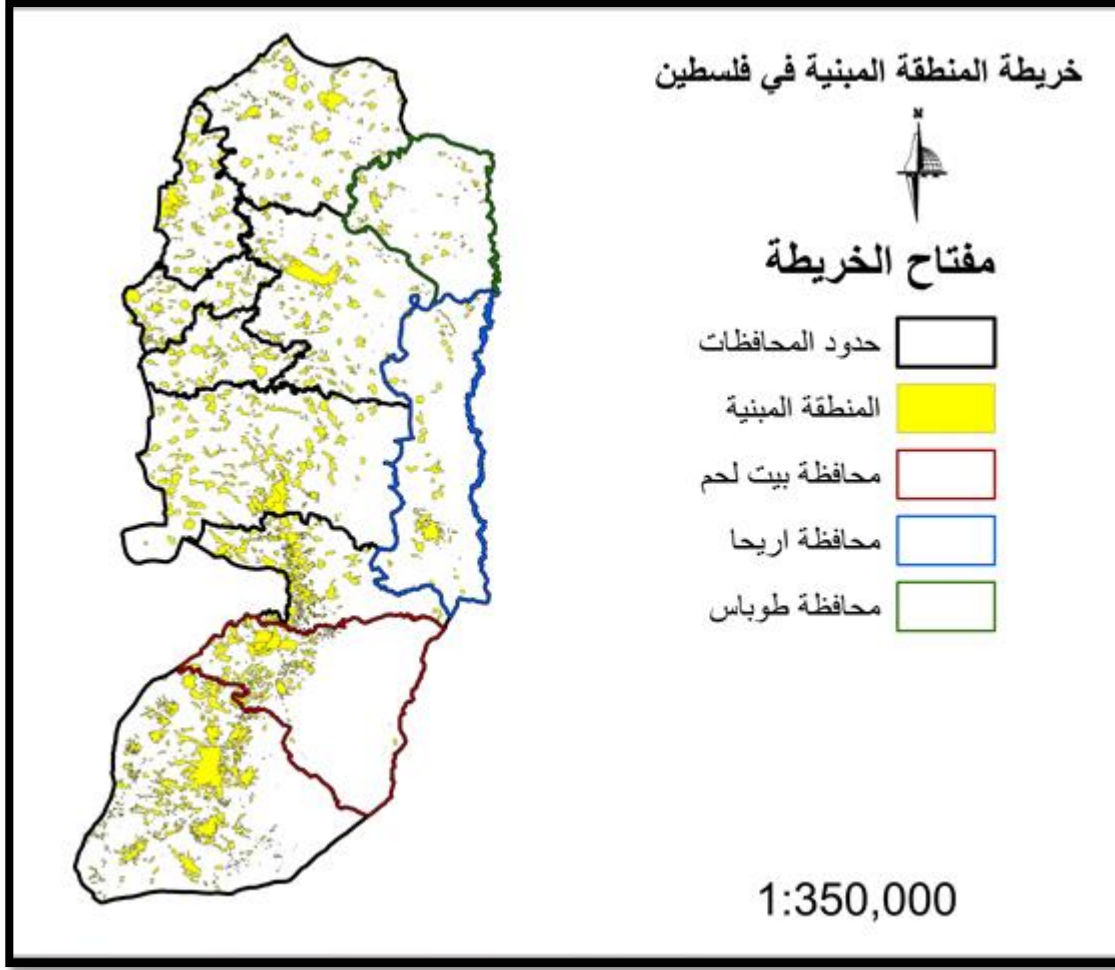 خريطة المنطقة المبنية في فلسطين
N
مفتاح الخريطة
حدود المحافظات
المنطقة المبنية
محافظة بيت لحم
محافظة اريحا
محافظة طوباس
1:350,000